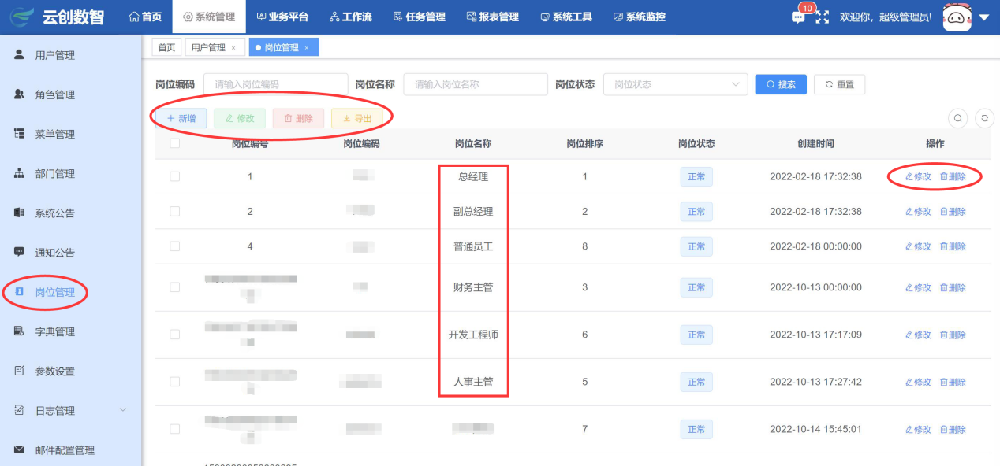 云创数智 首页 系统管理 业务平台 工作流 任务管理 报表管理 系统工具 系统监控 10 欢迎你，超级管理员!
首页 用户管理 × 岗位管理 ×
用户管理
角色管理
菜单管理
部门管理
系统公告
通知公告
岗位管理
字典管理
参数设置
日志管理
邮件配置管理
岗位编码 请输入岗位编码 岗位名称 请输入岗位名称 岗位状态 岗位状态 搜索 重置
新增 修改 删除 导出
岗位编号 岗位编码 岗位名称 岗位排序 岗位状态 创建时间 操作
1 总经理 1 正常 2022-02-18 17:32:38 修改 删除
2 副总经理 2 正常 2022-02-18 17:32:38 修改 删除
4 普通员工 8 正常 2022-02-18 00:00:00 修改 删除
财务主管 3 正常 2022-10-13 00:00:00 修改 删除
开发工程师 6 正常 2022-10-13 17:17:09 修改 删除
人事主管 5 正常 2022-10-13 17:27:42 修改 删除
7 正常 2022-10-14 15:45:01 修改 删除